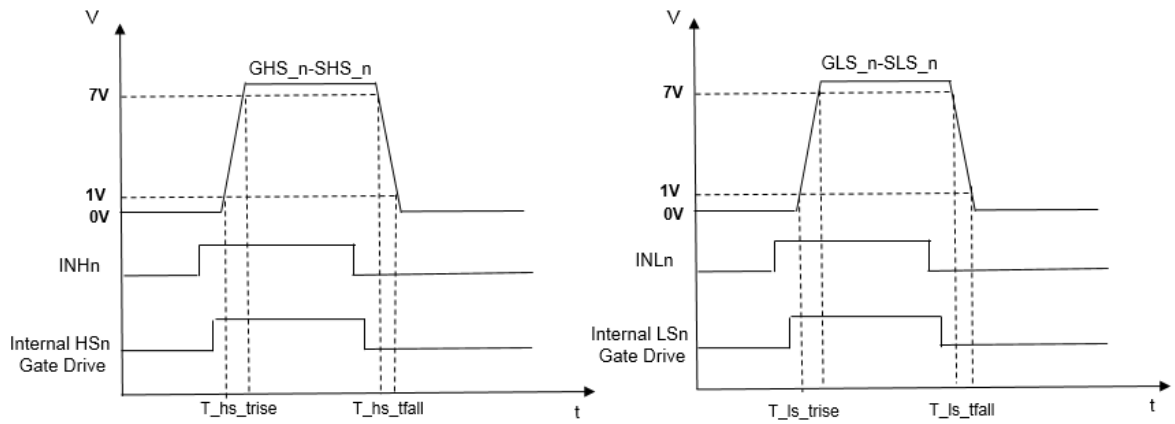 V
GHS_n-SHS_n
7V
1V
0V
INHn
Internal HSn
Gate Drive
T_hs_trise
T_hs_tfall
t
V
GLS_n-SLS_n
7V
1V
0V
INLn
Internal LSn
Gate Drive
T_ls_trise
T_ls_tfall
t